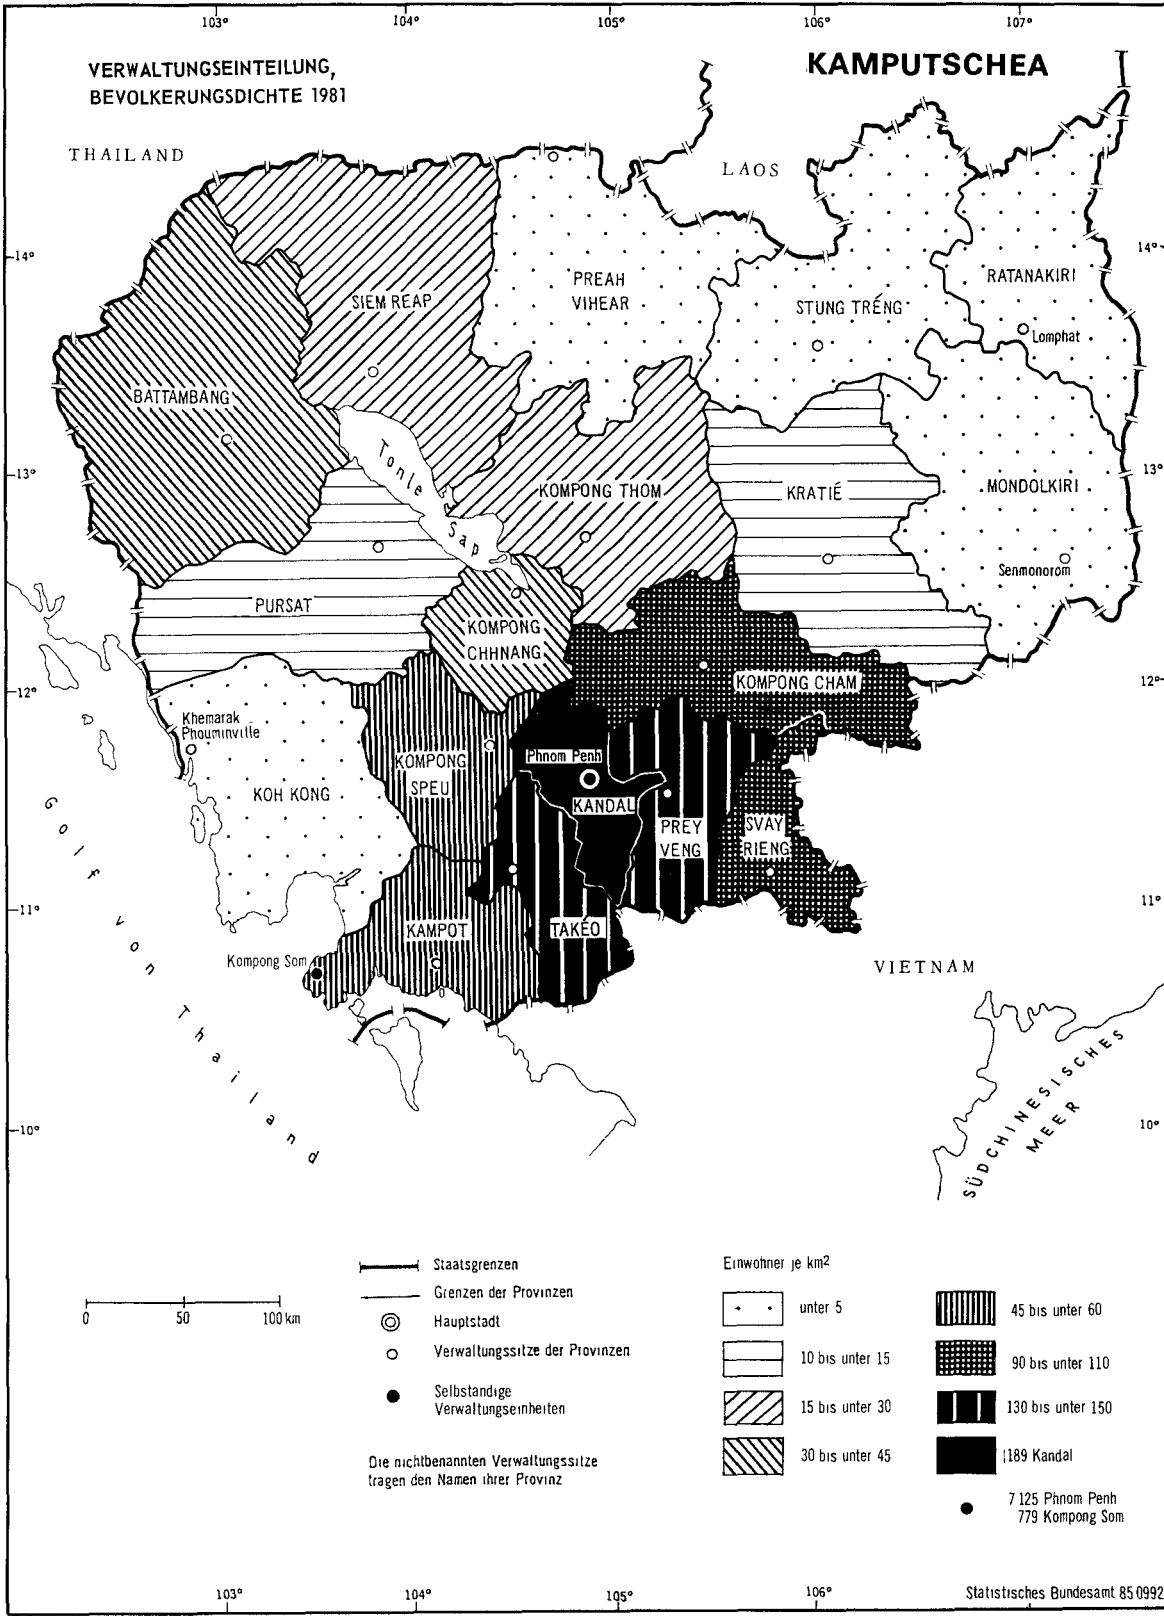 103°
104°
105°
106°
107°
VERWALTUNGSEINTEILUNG,
BEVOLKERUNGSDICHTE 1981
KAMPUTSCHEA
THAILAND
LAOS
14°
14°
PREAH
VIHEAR
RATANAKIRI
SIEM REAP
STUNG TRÉNG
Lomphat
BATTAMBANG
Tonle
Sap
13°
13°
KOMPONG THOM
KRATIÉ
MONDOLKIRI
Senmonorom
PURSAT
KOMPONG
CHHNANG
12°
12°
KOMPONG CHAM
Khemarak
Phouminville
Phnom Penh
KOMPONG
SPEU
KOH KONG
KANDAL
PREY
VENG
SVAY
RIENG
Golf von Thailand
11°
11°
KAMPOT
TAKÉO
Kompong Som
VIETNAM
SÜDCHINESISCHES
MEER
10°
10°
Staatsgrenzen
Grenzen der Provinzen
Hauptstadt
Verwaltungssitze der Provinzen
Selbständige
Verwaltungseinheiten
Die nichtbenannten Verwaltungssitze
tragen den Namen ihrer Provinz
0 50 100 km
Einwohner je km²
unter 5
10 bis unter 15
15 bis unter 30
30 bis unter 45
45 bis unter 60
90 bis unter 110
130 bis unter 150
189 Kandal
7 125 Phnom Penh
779 Kompong Som
103°
104°
105°
106°
Statistisches Bundesamt 85 0992